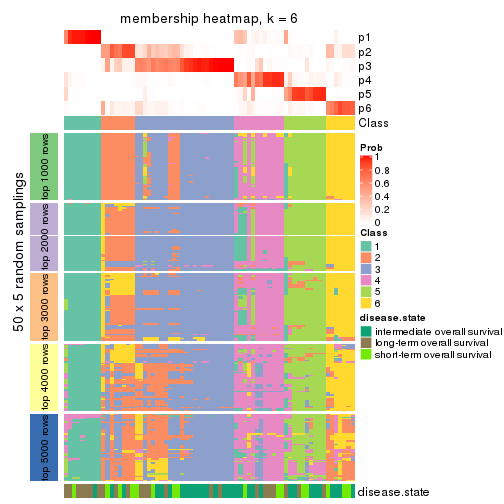 membership heatmap, k = 6
p1
p2
p3
p4
p5
p6
Class
50 x 5 random samplings
top 1000 rows
top 2000 rows
top 3000 rows
top 4000 rows
top 5000 rows
Prob
1
0.8
0.6
0.4
0.2
0
Class
1
2
3
4
5
6
disease.state
intermediate overall survival
long-term overall survival
short-term overall survival
disease.state